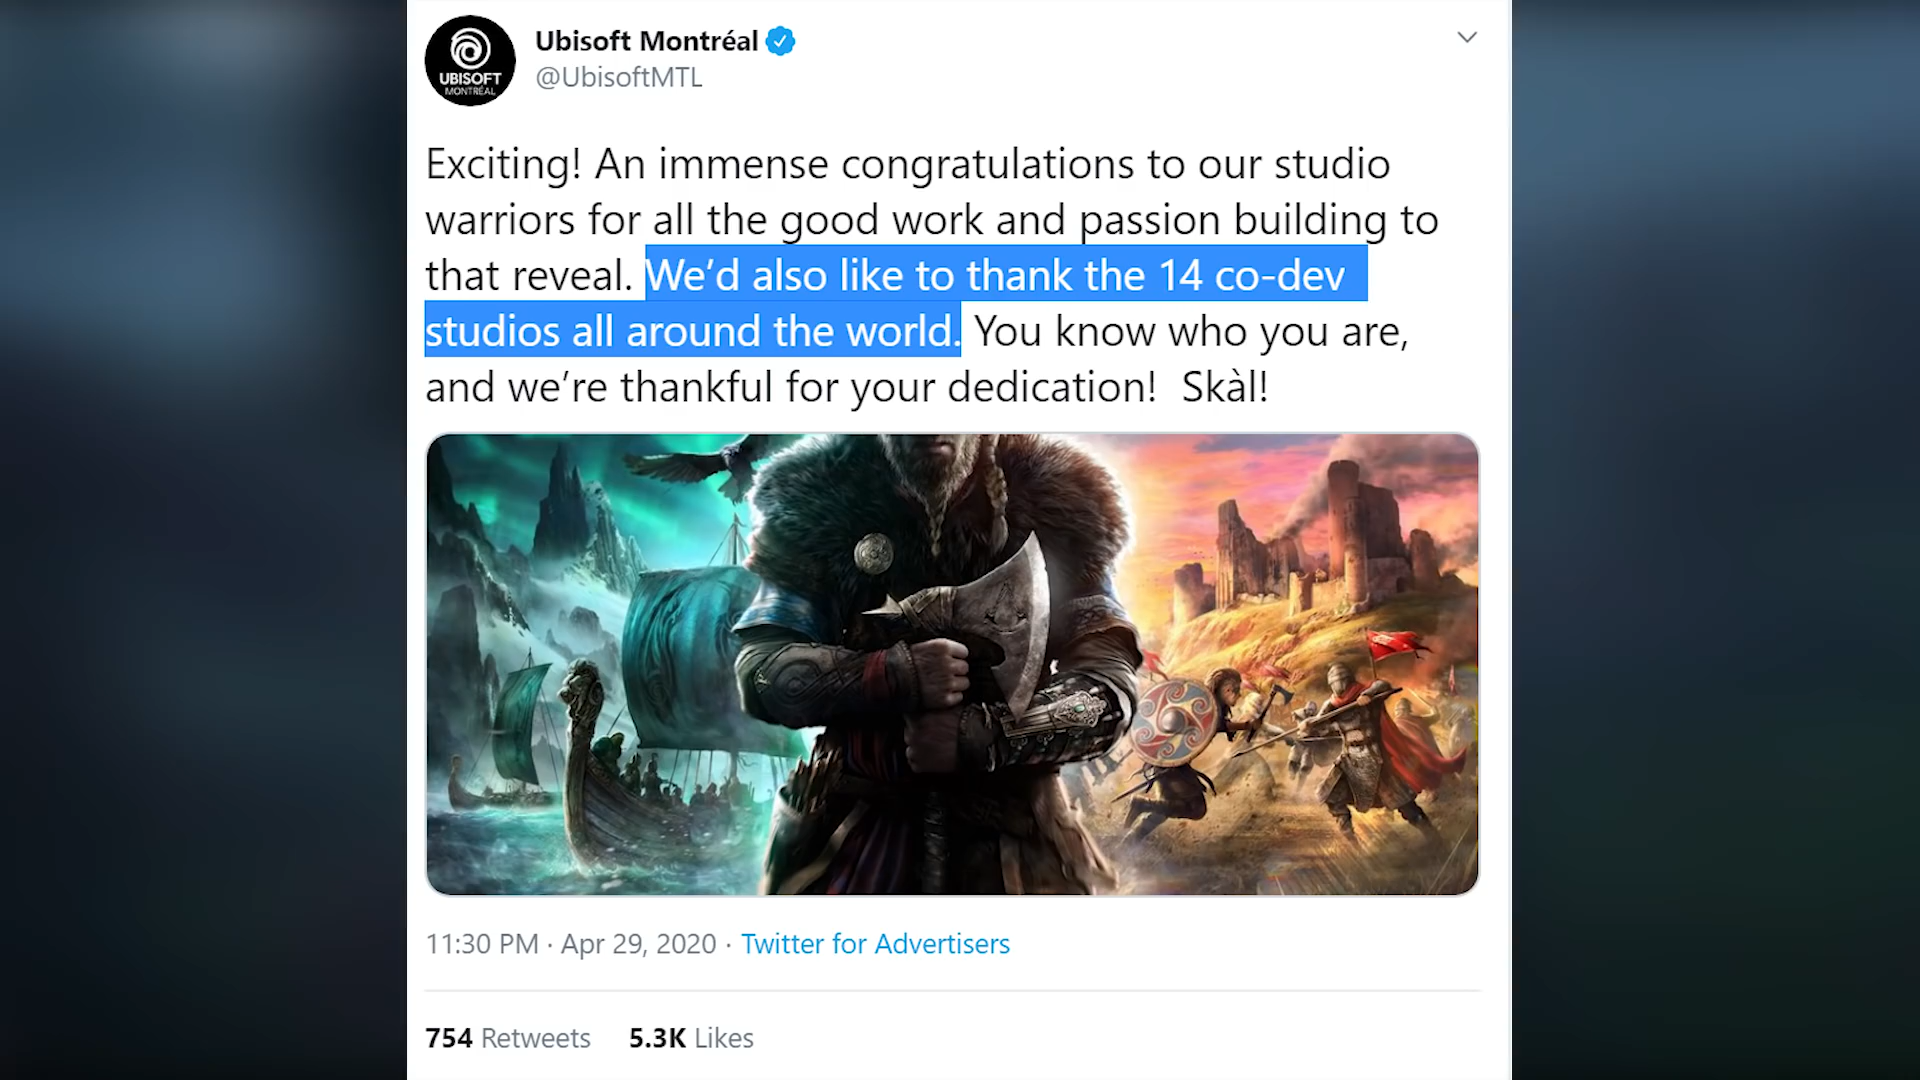 UBISOFT
MONTRÉAL
Ubisoft Montréal
@UbisoftMTL
Exciting! An immense congratulations to our studio
warriors for all the good work and passion building to
that reveal. We’d also like to thank the 14 co-dev
studios all around the world. You know who you are,
and we’re thankful for your dedication! Skàl!
11:30 PM · Apr 29, 2020 · Twitter for Advertisers
754 Retweets 5.3K Likes